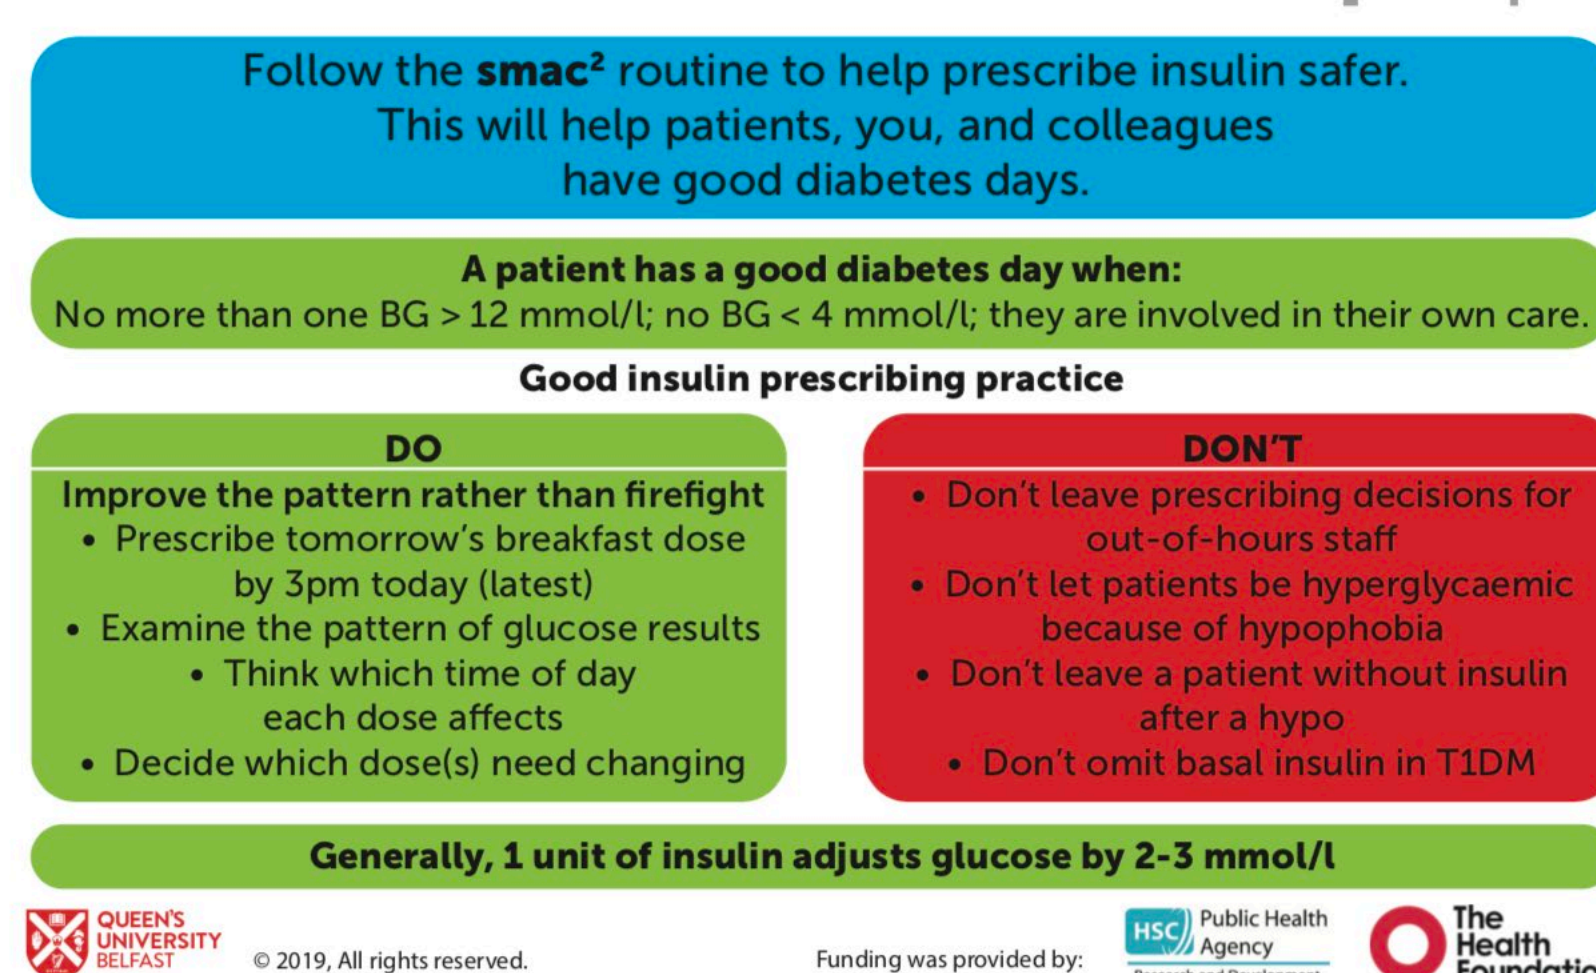 Follow the smac² routine to help prescribe insulin safer.
This will help patients, you, and colleagues
have good diabetes days.
A patient has a good diabetes day when:
No more than one BG > 12 mmol/l; no BG < 4 mmol/l; they are involved in their own care.
Good insulin prescribing practice
DO
Improve the pattern rather than firefight
• Prescribe tomorrow's breakfast dose
by 3pm today (latest)
• Examine the pattern of glucose results
• Think which time of day
each dose affects
• Decide which dose(s) need changing
DON'T
• Don't leave prescribing decisions for
out-of-hours staff
• Don't let patients be hyperglycaemic
because of hypophobia
• Don't leave a patient without insulin
after a hypo
• Don't omit basal insulin in T1DM
Generally, 1 unit of insulin adjusts glucose by 2-3 mmol/l
QUEEN'S
UNIVERSITY
BELFAST
© 2019, All rights reserved.
Funding was provided by:
HSC
Public Health
Agency
The
Health